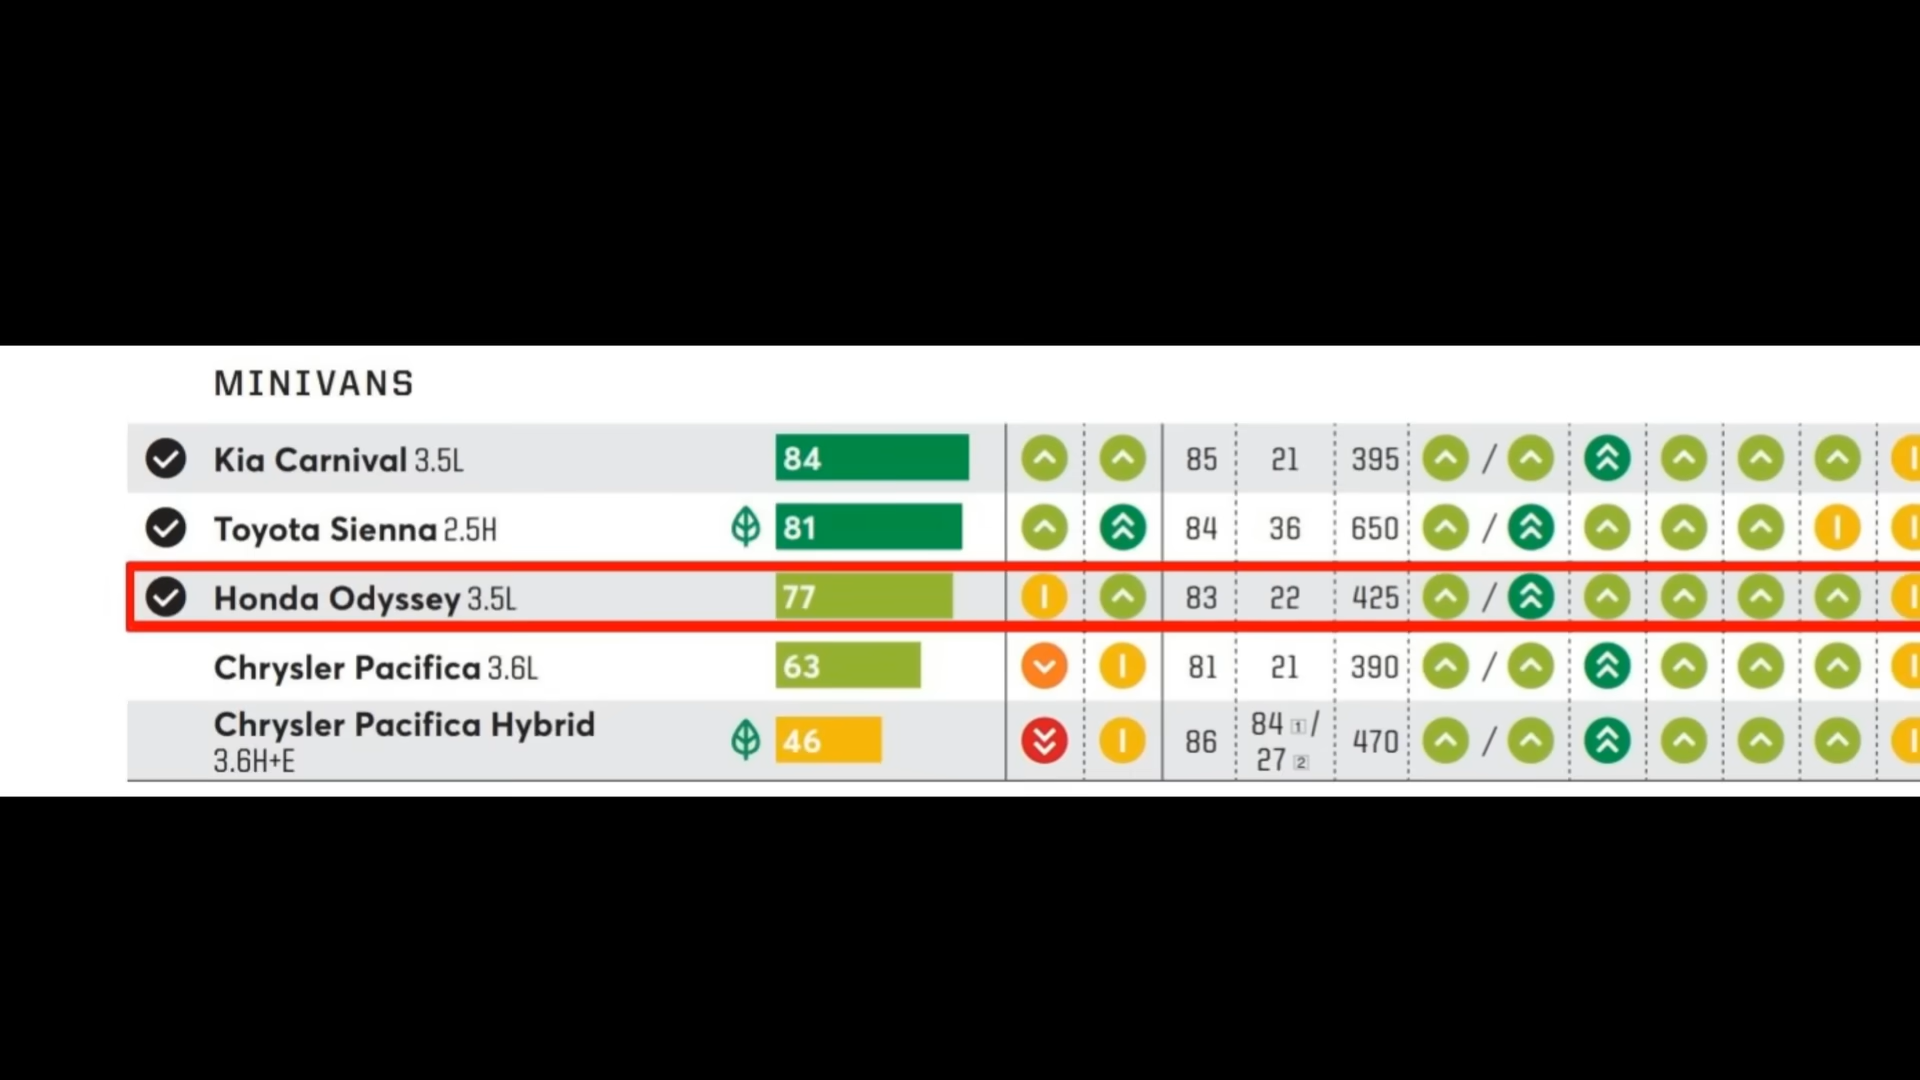 MINIVANS
Kia Carnival 3.5L 84 85 21 395 /
Toyota Sienna 2.5H 81 84 36 650 /
Honda Odyssey 3.5L 77 83 22 425 /
Chrysler Pacifica 3.6L 63 81 21 390 /
Chrysler Pacifica Hybrid
3.6H+E 46 86 84 1 / 27 2 470 /